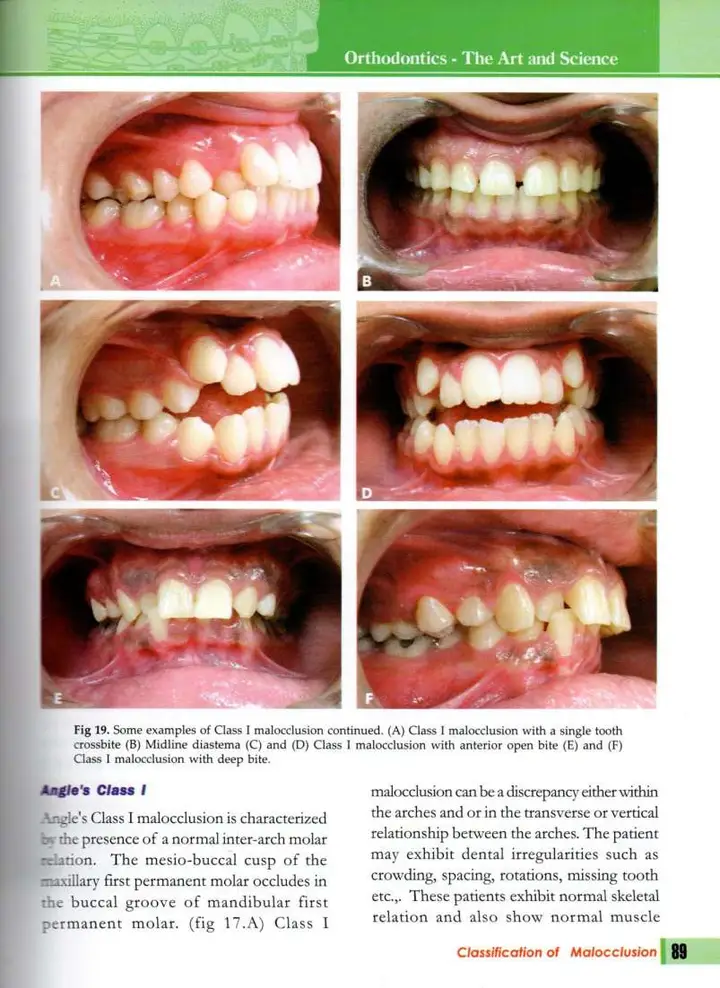 Orthodontics - The Art and Science
A
B
C
D
E
F
Fig 19. Some examples of Class I malocclusion continued. (A) Class I malocclusion with a single tooth
crossbite (B) Midline diastema (C) and (D) Class I malocclusion with anterior open bite (E) and (F)
Class I malocclusion with deep bite.
Angle's Class I
Angle's Class I malocclusion is characterized
by the presence of a normal inter-arch molar
relation. The mesio-buccal cusp of the
maxillary first permanent molar occludes in
the buccal groove of mandibular first
permanent molar. (fig 17.A) Class I
malocclusion can be a discrepancy either within
the arches and or in the transverse or vertical
relationship between the arches. The patient
may exhibit dental irregularities such as
crowding, spacing, rotations, missing tooth
etc.,. These patients exhibit normal skeletal
relation and also show normal muscle
Classification of Malocclusion 89